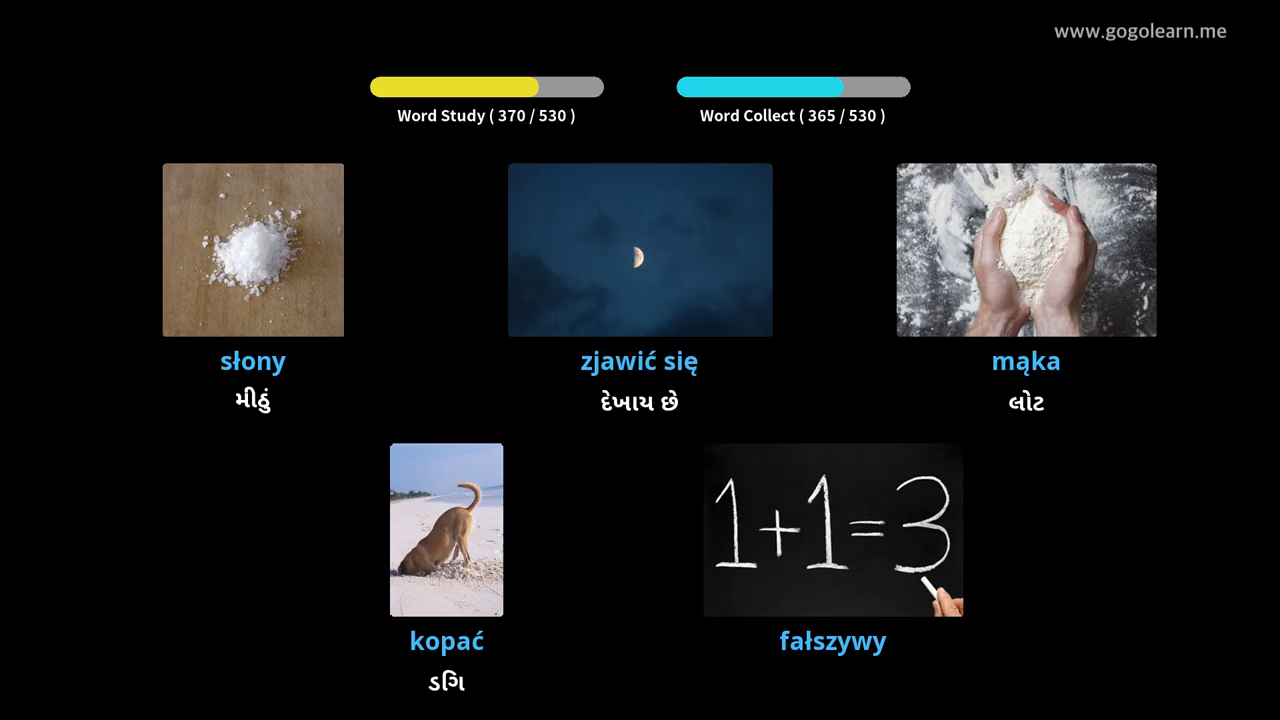 www.gogolearn.me
Word Study ( 370 / 530 )
Word Collect ( 365 / 530 )
słony
મીઠું
zjawić się
દેખાય છે
mąka
લોટ
1+1=3
kopać
ડગિ
fałszywy